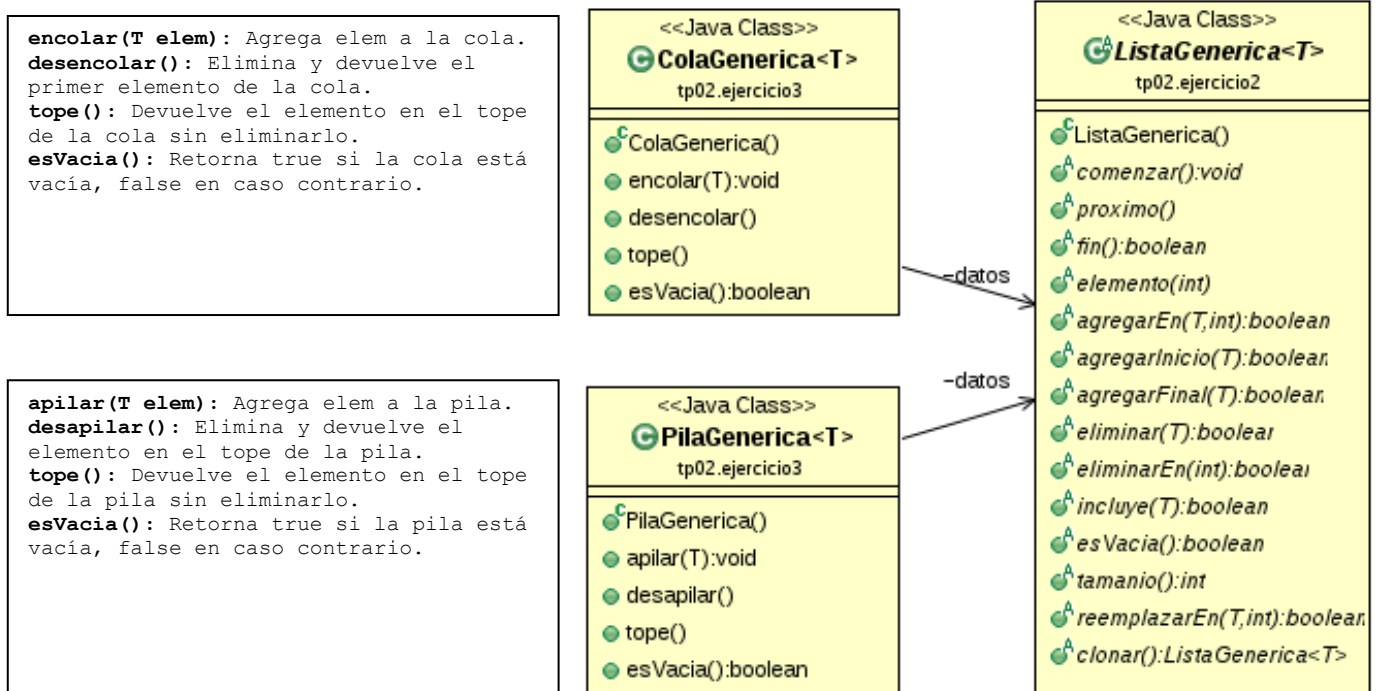 encolar(T elem): Agrega elem a la cola.
desencolar(): Elimina y devuelve el
primer elemento de la cola.
tope(): Devuelve el elemento en el tope
de la cola sin eliminarlo.
esVacia(): Retorna true si la cola está
vacía, false en caso contrario.
<<Java Class>>
ColaGenerica<T>
tp02.ejercicio3
ColaGenerica()
encolar(T):void
desencolar()
tope()
esVacia():boolean
-datos
apilar(T elem): Agrega elem a la pila.
desapilar(): Elimina y devuelve el
elemento en el tope de la pila.
tope(): Devuelve el elemento en el tope
de la pila sin eliminarlo.
esVacia(): Retorna true si la pila está
vacía, false en caso contrario.
<<Java Class>>
PilaGenerica<T>
tp02.ejercicio3
PilaGenerica()
apilar(T):void
desapilar()
tope()
esVacia():boolean
-datos
<<Java Class>>
ListaGenerica<T>
tp02.ejercicio2
ListaGenerica()
comenzar():void
proximo()
fin():boolean
elemento(int)
agregarEn(T,int):boolean
agregarInicio(T):boolean
agregarFinal(T):boolean
eliminar(T):boolear
eliminarEn(int):boolear
incluye(T):boolean
esVacia():boolean
tamanio():int
reemplazarEn(T,int):boolean
clonar():ListaGenerica<T>